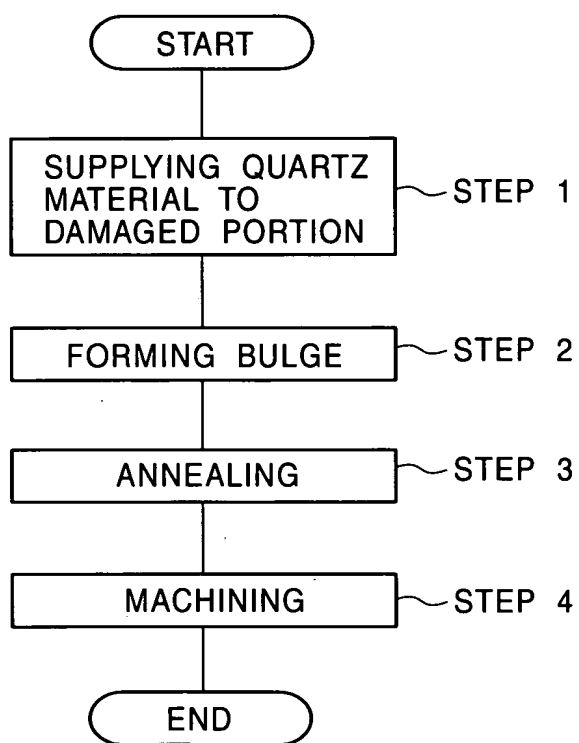 START
SUPPLYING QUARTZ
MATERIAL TO
DAMAGED PORTION
STEP 1
FORMING BULGE
STEP 2
ANNEALING
STEP 3
MACHINING
STEP 4
END